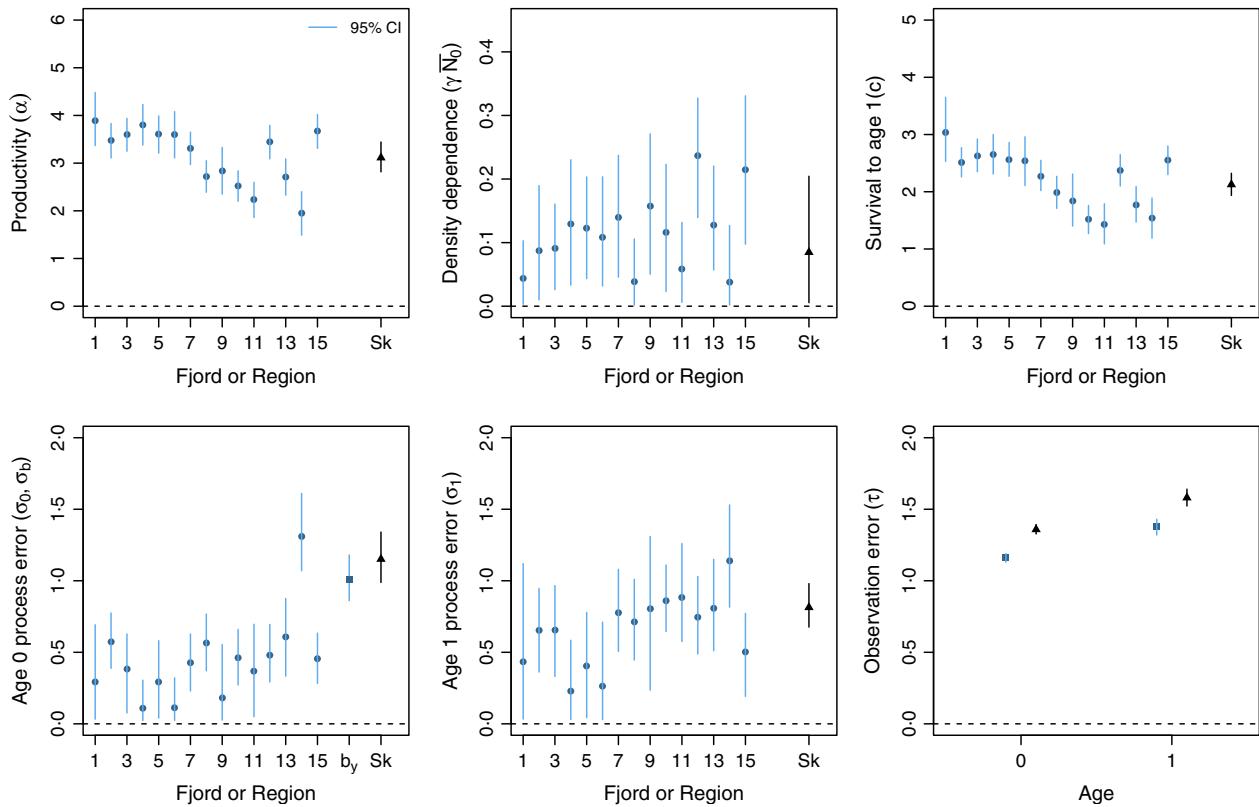 Productivity (α)
6
5
4
3
2
1
0
95% CI
1 3 5 7 9 11 13 15 Sk
Fjord or Region
Density dependence (γ N̅₀)
0·4
0·3
0·2
0·1
0·0
1 3 5 7 9 11 13 15 Sk
Fjord or Region
Survival to age 1(c)
5
4
3
2
1
0
1 3 5 7 9 11 13 15 Sk
Fjord or Region
Age 0 process error (σ₀, σb)
2·0
1·5
1·0
0·5
0·0
1 3 5 7 9 11 13 15 by Sk
Fjord or Region
Age 1 process error (σ₁)
2·0
1·5
1·0
0·5
0·0
1 3 5 7 9 11 13 15 Sk
Fjord or Region
Observation error (τ)
2·0
1·5
1·0
0·5
0·0
0 1
Age